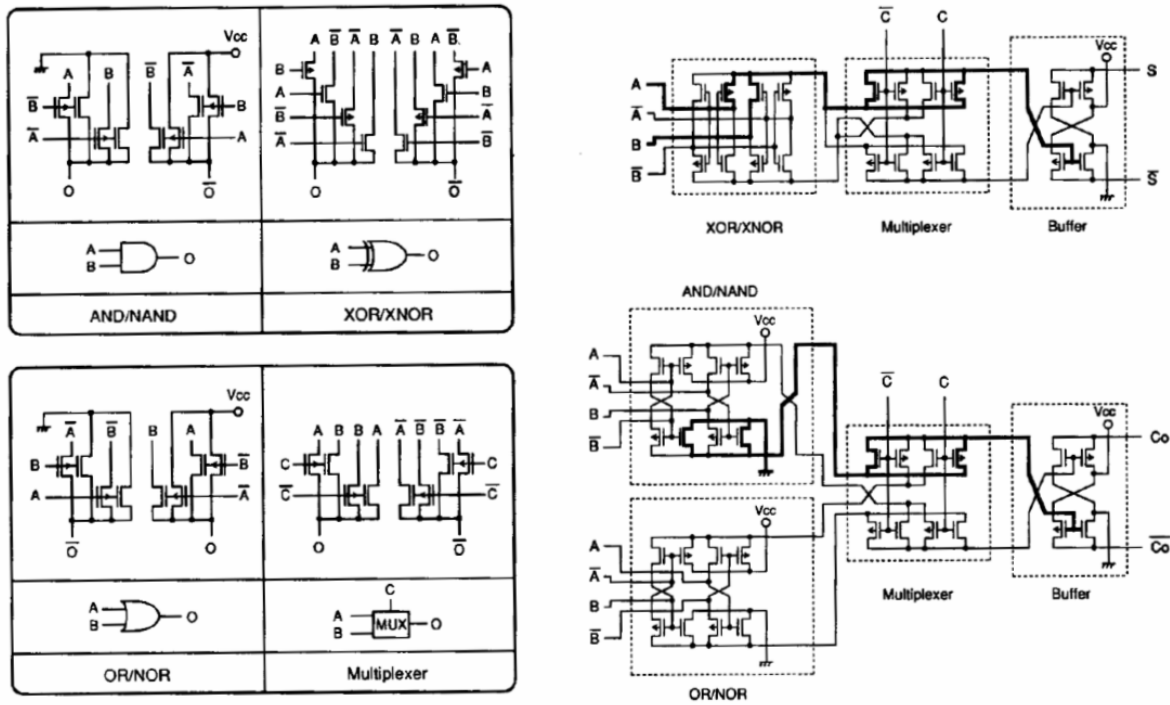 Vcc
A B B̅ A̅
B̅ B
A̅ A
O O̅
A
B
O
AND/NAND
A B̅ A̅ B A̅ B A B̅
B A
A B
B̅ A̅
A̅ B̅
O O̅
A
B
O
XOR/XNOR
Vcc
A̅ B̅ B A
B B̅
A A̅
O̅ O
A
B
O
OR/NOR
A B B A A̅ B̅ B̅ A̅
C C
C̅ C̅
O O̅
C
A
B
MUX
O
Multiplexer
C̅ C
Vcc
A
A̅
B
B̅
S
S̅
XOR/XNOR
Multiplexer
Buffer
AND/NAND
Vcc
A
A̅
B
B̅
C̅ C
Vcc
Co
C̅o̅
Vcc
A
A̅
B
B̅
Multiplexer
Buffer
OR/NOR